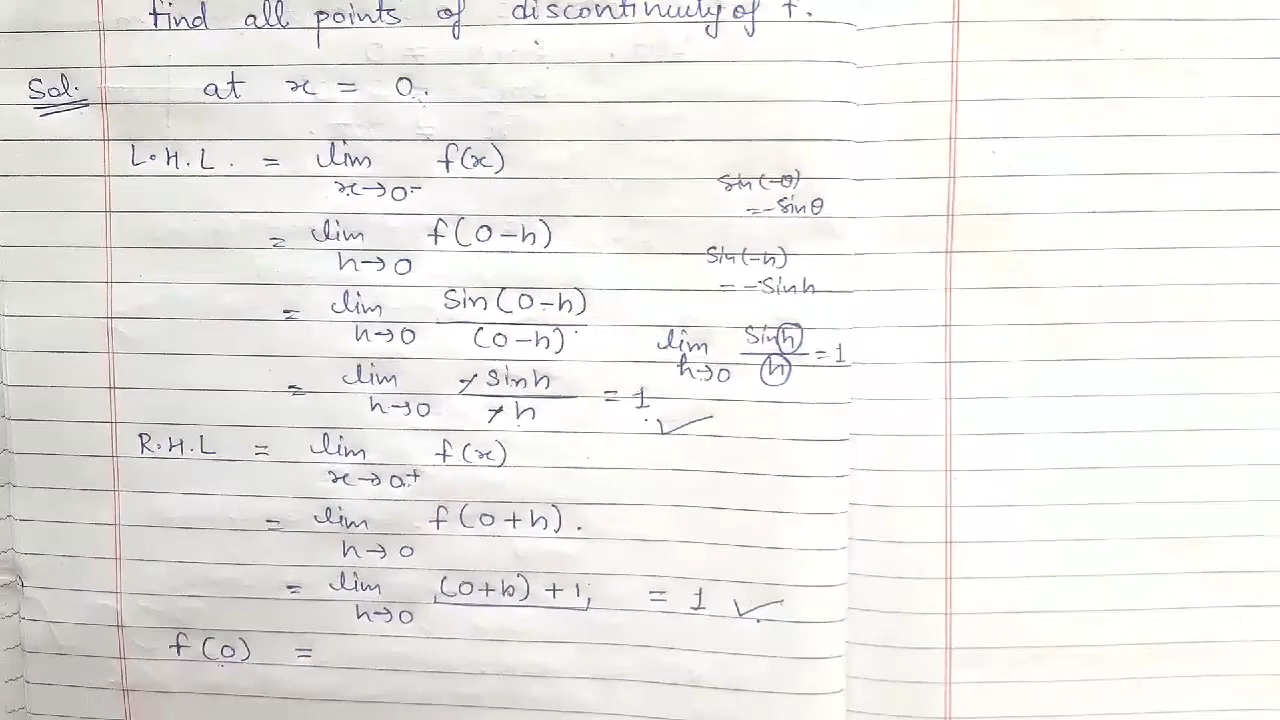 find all points of discontinuity of f.
Sol. at x = 0.
L.H.L. = lim x→0- f(x)
sin(-θ) = -sinθ
= lim h→0 f(0-h)
sin(-h) = -sinh
= lim h→0 sin(0-h)/(0-h)
lim h→0 sinh/h = 1
= lim h→0 -sinh/-h = 1 ✓
R.H.L = lim x→0+ f(x)
= lim h→0 f(0+h).
= lim h→0 (0+h)+1, = 1 ✓
f(0) =